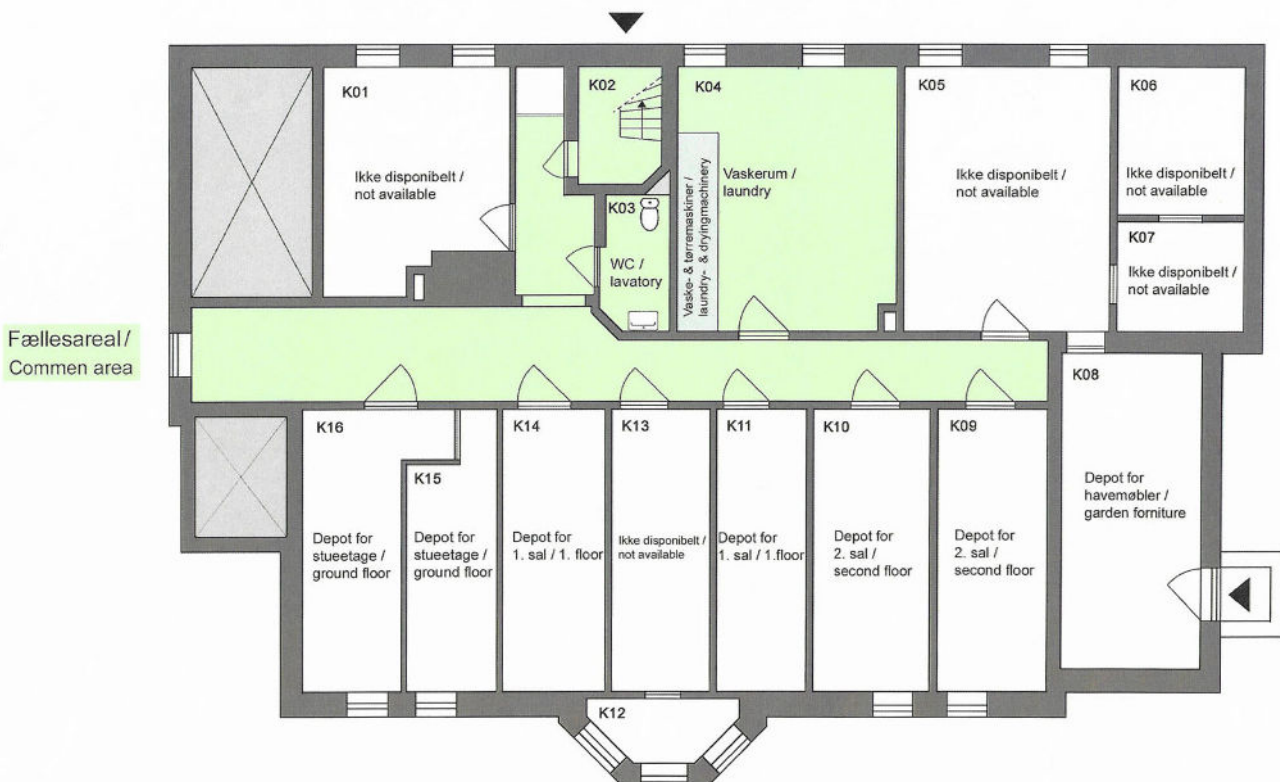 K01
Ikke disponibelt /
not available
K02
K03
WC /
lavatory
K04
Vaskerum /
laundry
Vaske- & tørremaskiner /
laundry- & dryingmachinery
K05
Ikke disponibelt /
not available
K06
Ikke disponibelt /
not available
K07
Ikke disponibelt /
not available
Fællesareal /
Commen area
K08
Depot for
havemøbler /
garden forniture
K16
Depot for
stueetage /
ground floor
K15
Depot for
stueetage /
ground floor
K14
Depot for
1. sal / 1. floor
K13
Ikke disponibelt /
not available
K11
Depot for
1. sal / 1.floor
K10
Depot for
2. sal /
second floor
K09
Depot for
2. sal /
second floor
K12